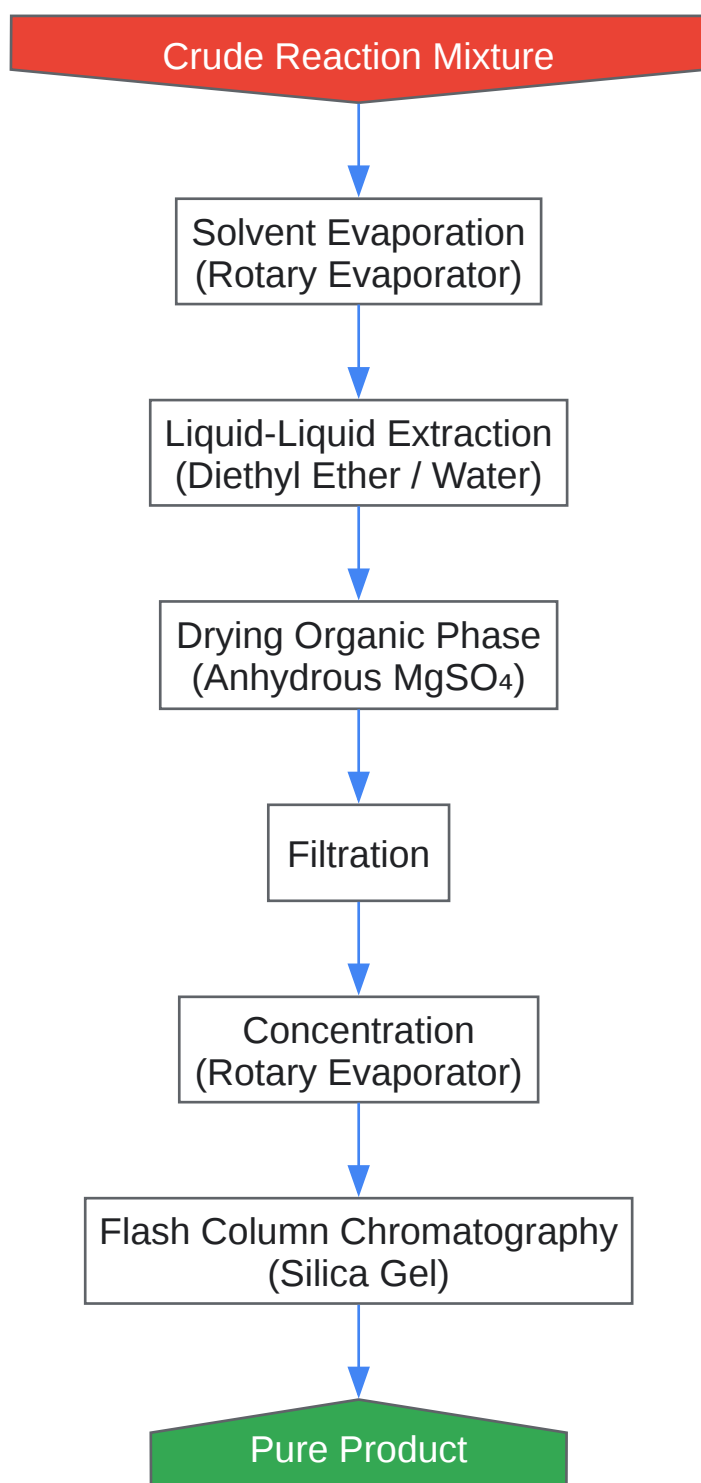 Crude Reaction Mixture
Solvent Evaporation
(Rotary Evaporator)
Liquid-Liquid Extraction
(Diethyl Ether / Water)
Drying Organic Phase
(Anhydrous MgSO₄)
Filtration
Concentration
(Rotary Evaporator)
Flash Column Chromatography
(Silica Gel)
Pure Product